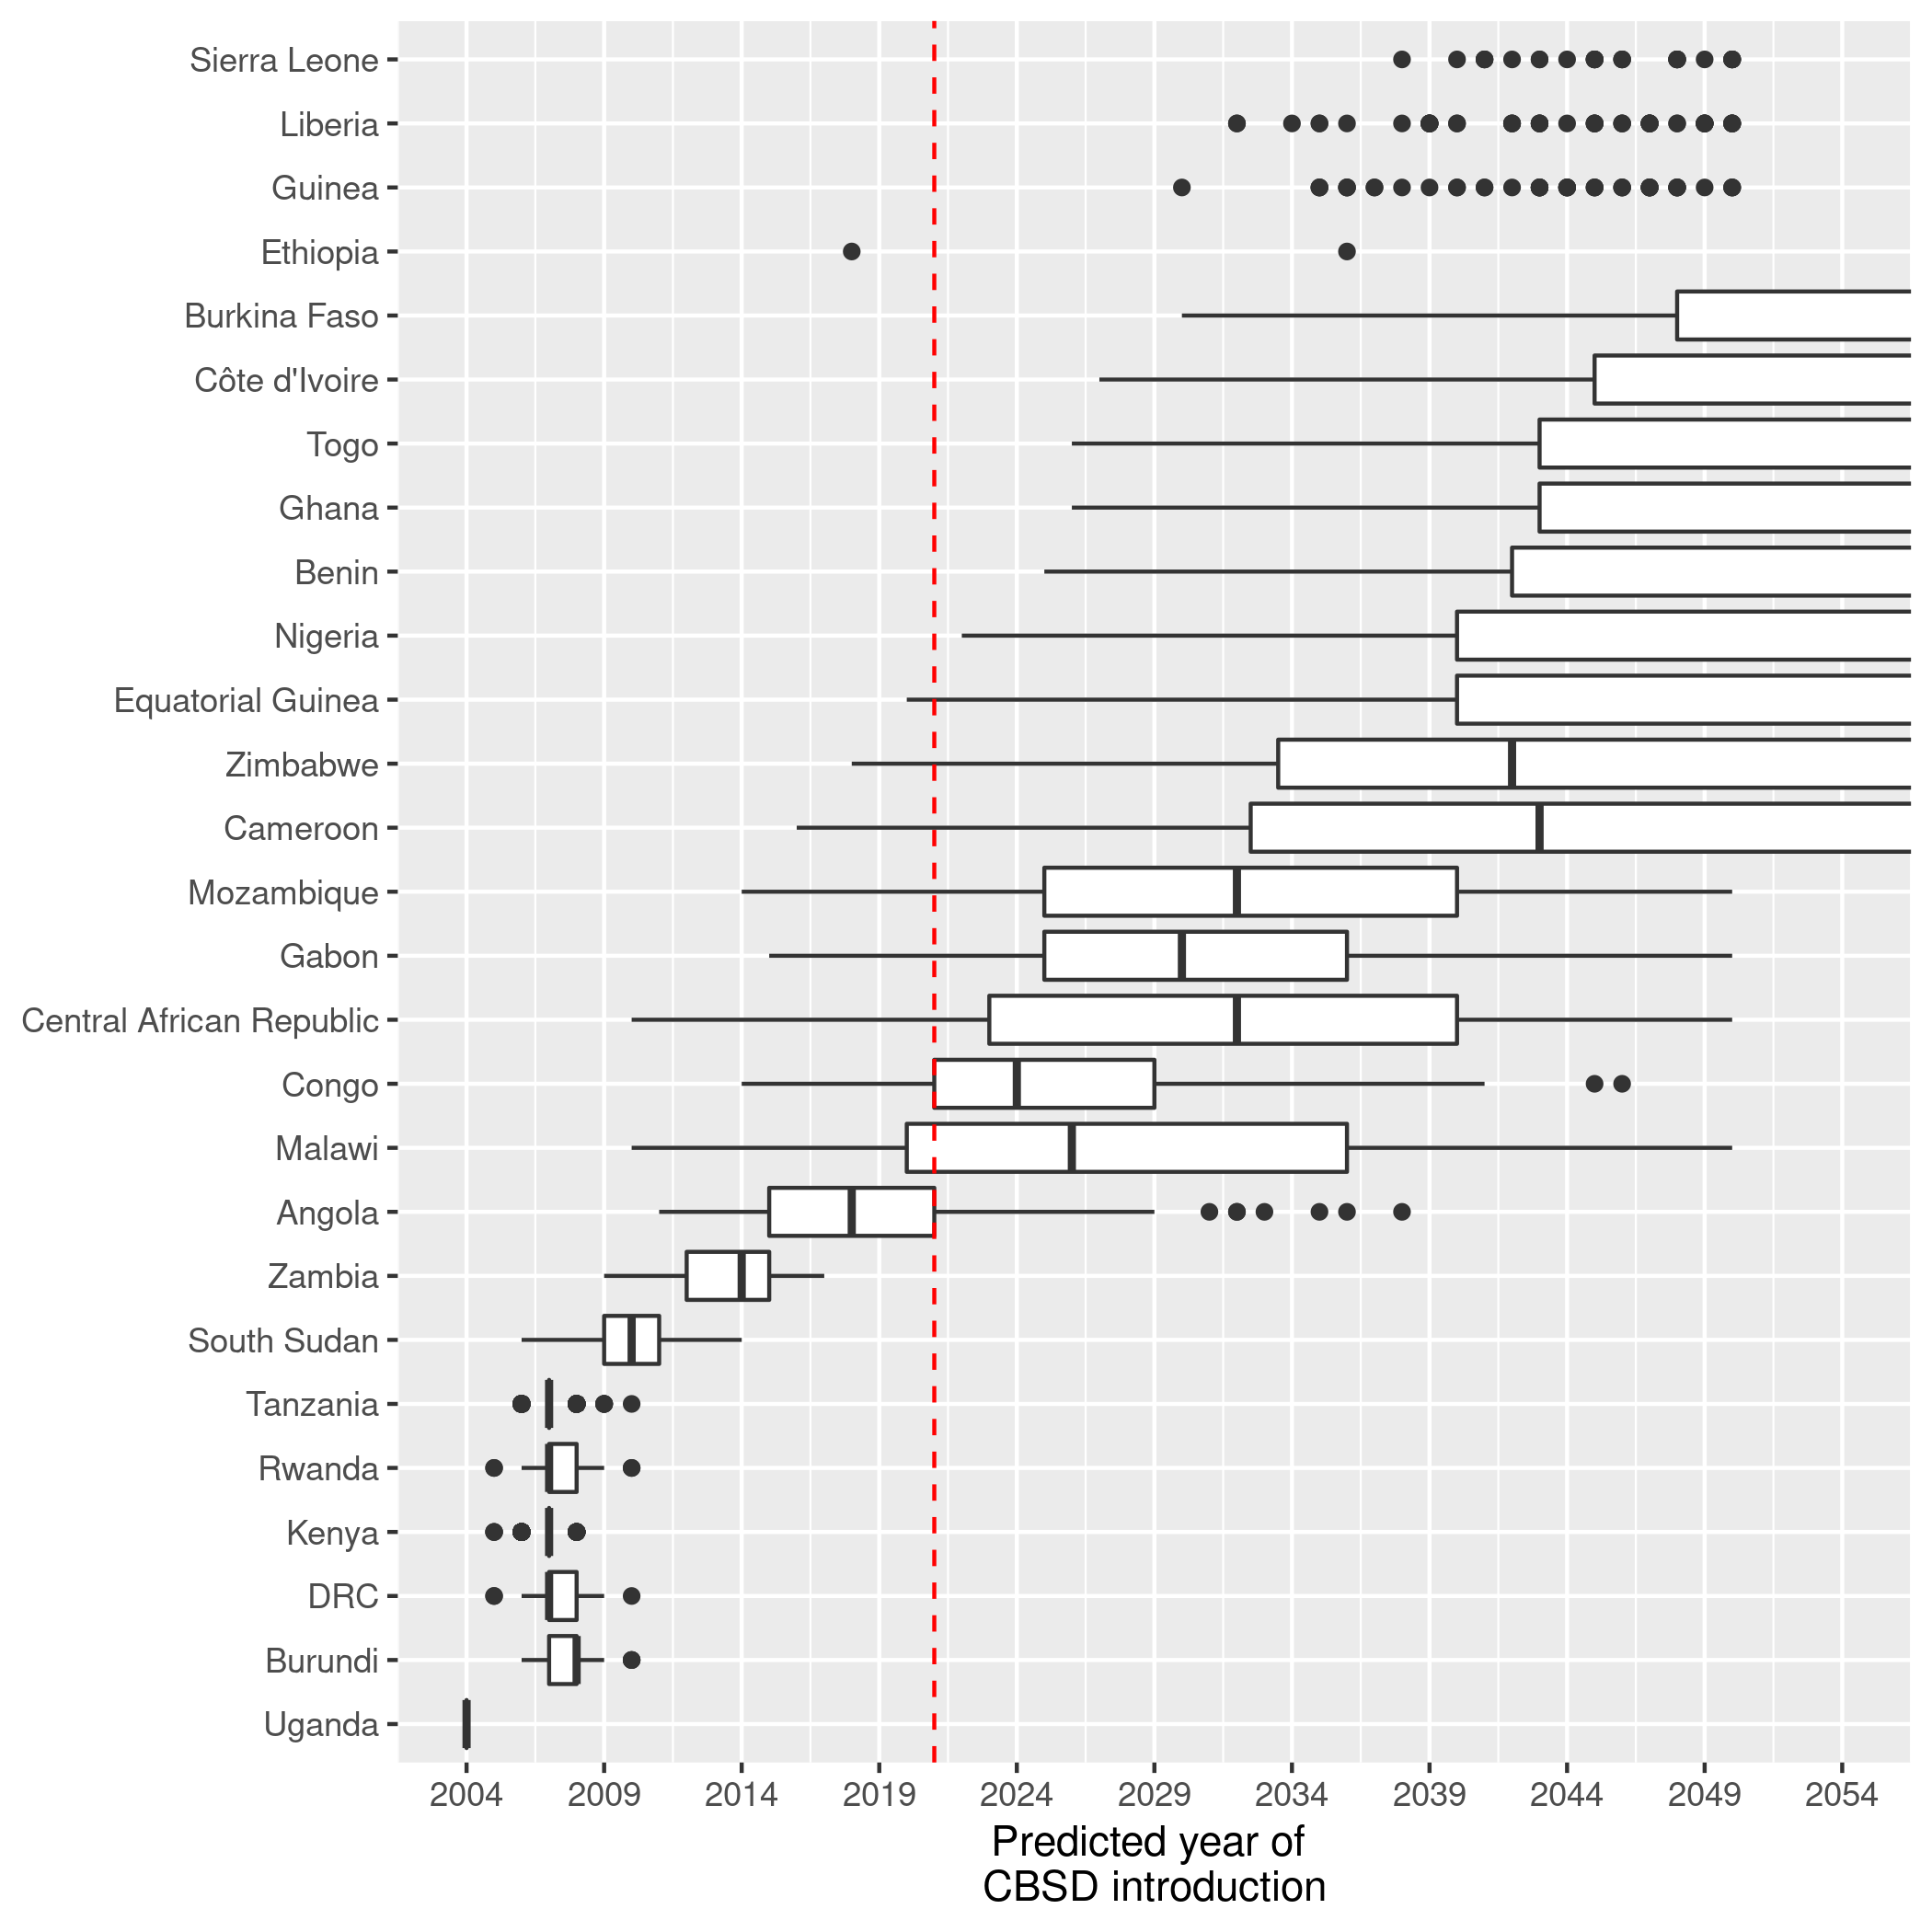 Sierra Leone
Liberia
Guinea
Ethiopia
Burkina Faso
Côte d'Ivoire
Togo
Ghana
Benin
Nigeria
Equatorial Guinea
Zimbabwe
Cameroon
Mozambique
Gabon
Central African Republic
Congo
Malawi
Angola
Zambia
South Sudan
Tanzania
Rwanda
Kenya
DRC
Burundi
Uganda
2004 2009 2014 2019 2024 2029 2034 2039 2044 2049 2054
Predicted year of
CBSD introduction